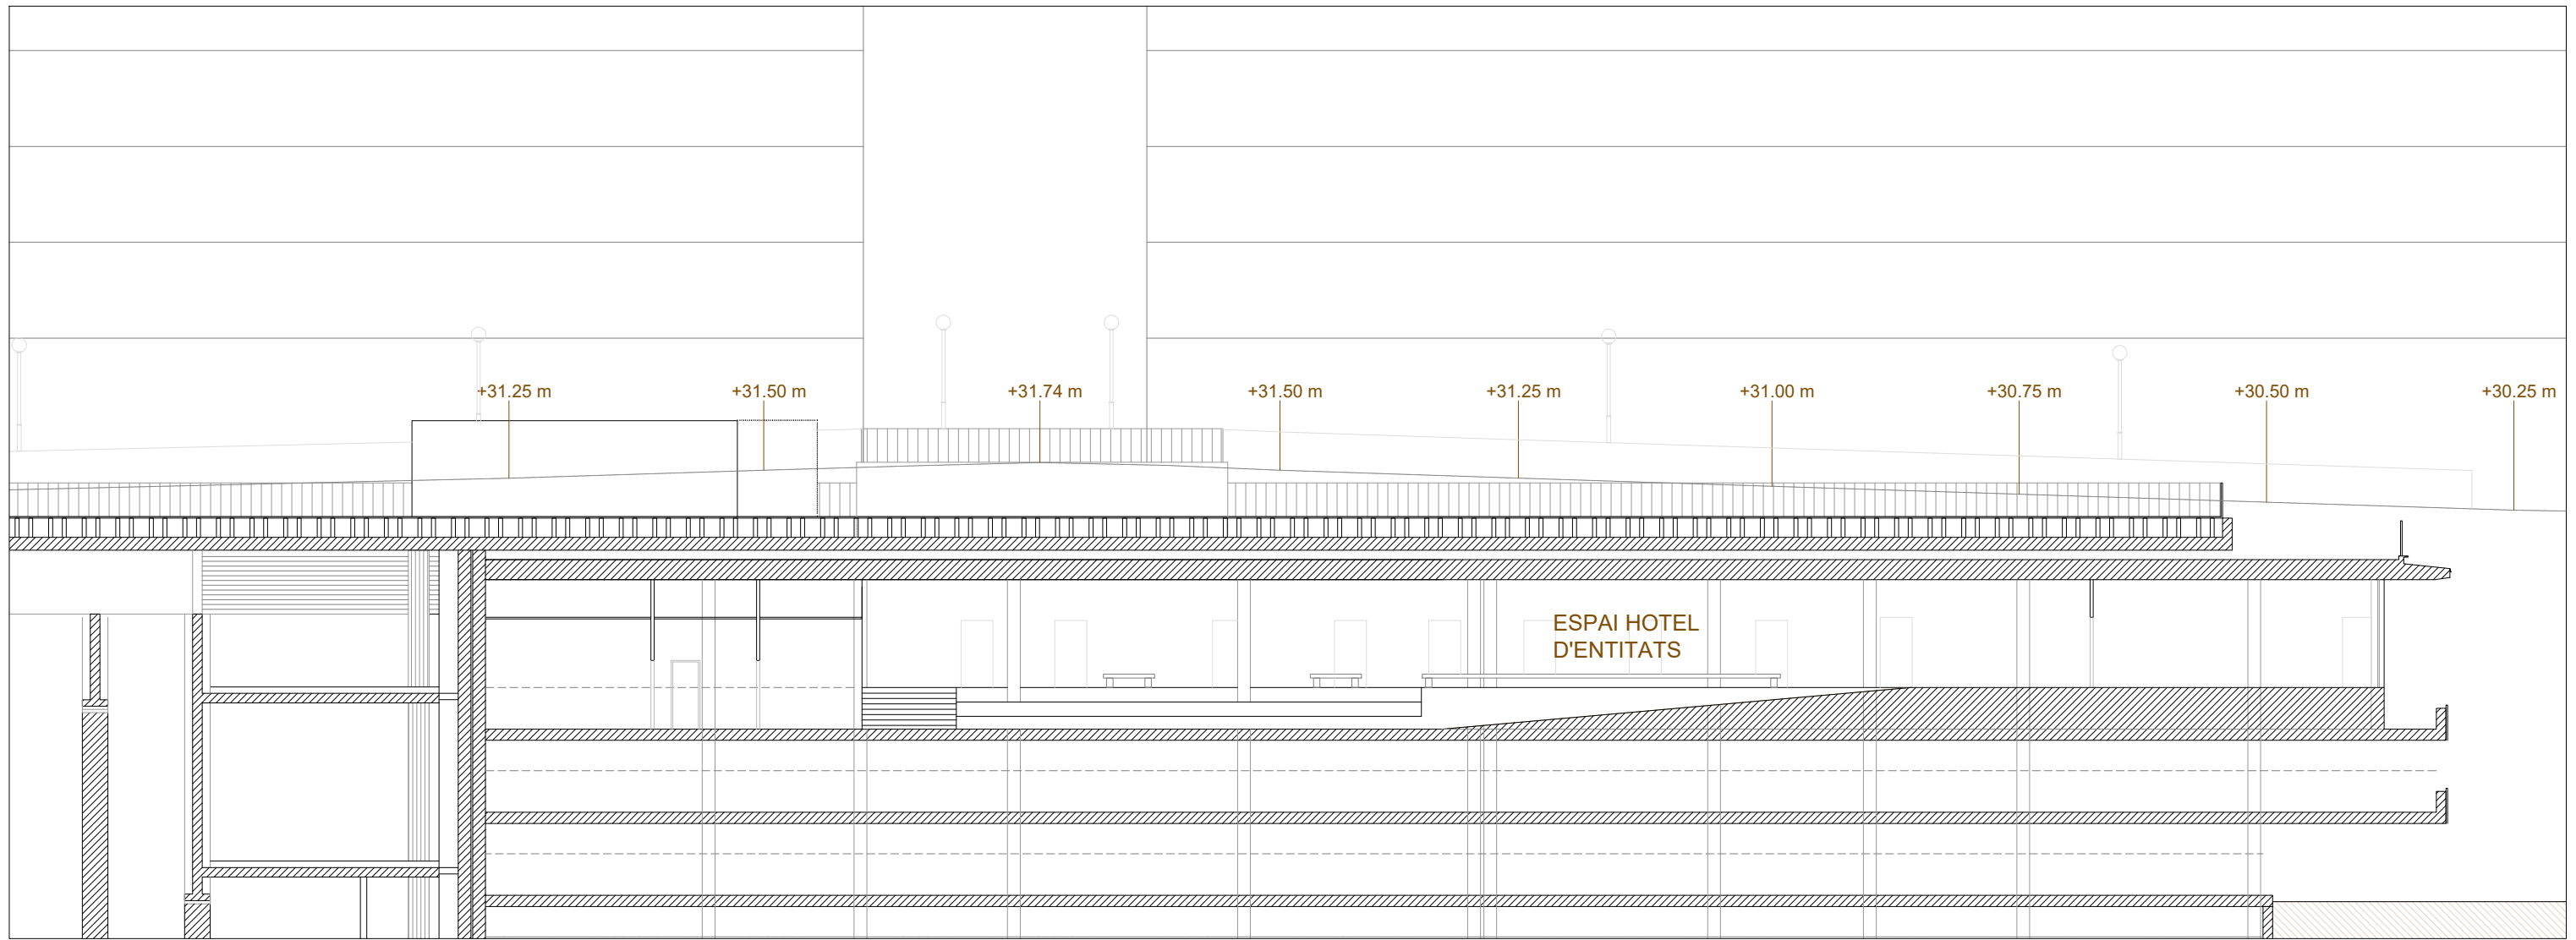 +31.25 m
+31.50 m
+31.74 m
+31.50 m
+31.25 m
+31.00 m
+30.75 m
+30.50 m
+30.25 m
ESPAI HOTEL
D'ENTITATS